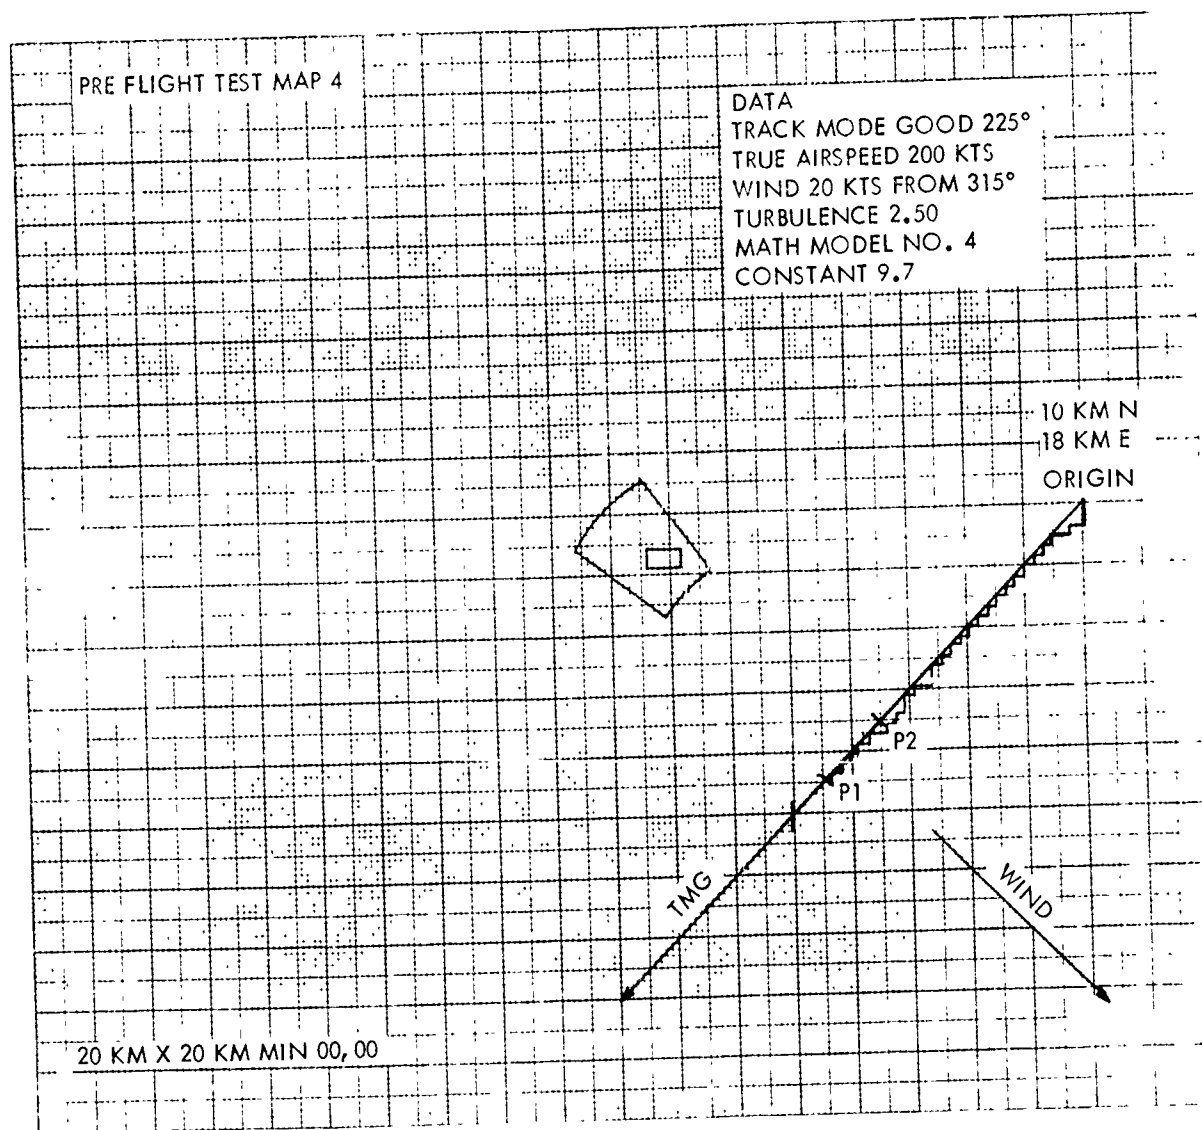 PRE FLIGHT TEST MAP 4
DATA
TRACK MODE GOOD 225°
TRUE AIRSPEED 200 KTS
WIND 20 KTS FROM 315°
TURBULENCE 2.50
MATH MODEL NO. 4
CONSTANT 9.7
10 KM N
18 KM E
ORIGIN
P2
P1
TMG
WIND
20 KM X 20 KM MIN 00,00